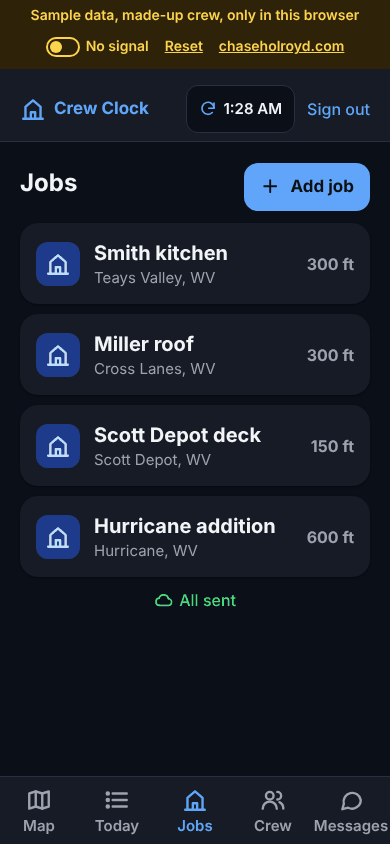 Sample data, made-up crew, only in this browser
No signal Reset chaseholroyd.com
Crew Clock 1:28 AM Sign out
Jobs
Add job
Smith kitchen
Teays Valley, WV
300 ft
Miller roof
Cross Lanes, WV
300 ft
Scott Depot deck
Scott Depot, WV
150 ft
Hurricane addition
Hurricane, WV
600 ft
All sent
Map Today Jobs Crew Messages